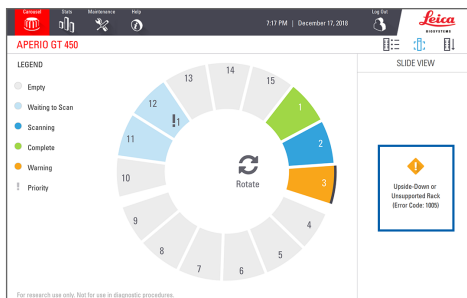 Carousel Stats Maintenance Help
7:17 PM | December 17, 2018
Log Out
Leica
BIOSYSTEMS
APERIO GT 450
SLIDE VIEW
LEGEND
Empty
Waiting to Scan
Scanning
Complete
Warning
! Priority
14
13
15
12
!1
1
11
2
10
Rotate
3
9
4
8
5
7
6
Upside-Down or
Unsupported Rack
(Error Code: 1005)
For research use only. Not for use in diagnostic procedures.